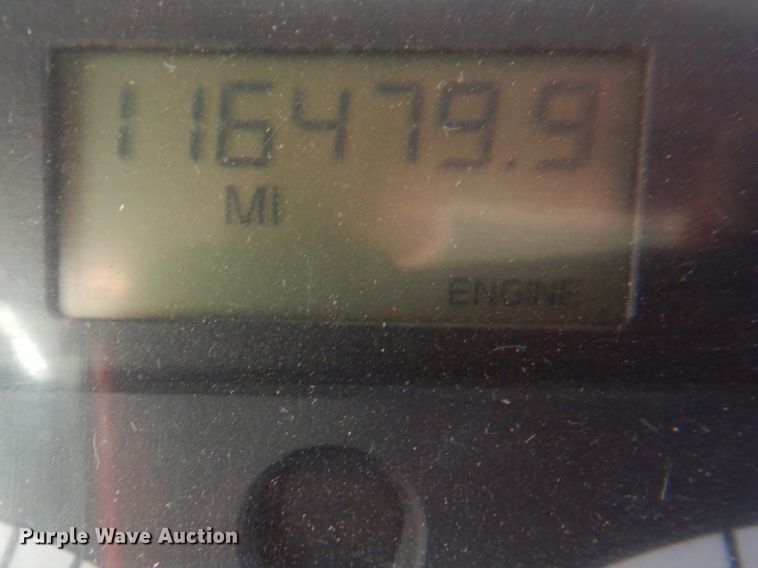 116479.9
MI
ENGINE
Purple Wave Auction